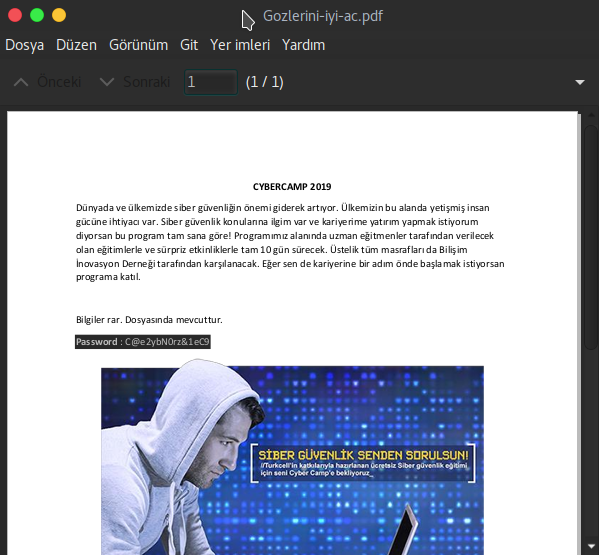 Gozlerini-iyi-ac.pdf
Dosya Düzen Görünüm Git Yer imleri Yardım
Önceki Sonraki 1 (1 / 1)
CYBERCAMP 2019
Dünyada ve ülkemizde siber güvenliğin önemi giderek artıyor. Ülkemizin bu alanda yetişmiş insan
gücüne ihtiyacı var. Siber güvenlik konularına ilgim var ve kariyerime yatırım yapmak istiyorum
diyorsan bu program tam sana göre! Programımız alanında uzman eğitmenler tarafından verilecek
olan eğitimlerle ve sürpriz etkinliklerle tam 10 gün sürecek. Üstelik tüm masrafları da Bilişim
İnovasyon Derneği tarafından karşılanacak. Eğer sen de kariyerine bir adım önde başlamak istiyorsan
programa katıl.
Bilgiler rar. Dosyasında mevcuttur.
Password : C@e2ybN0rz&1eC9
SİBER GÜVENLİK SENDEN SORULSUN!
//Turkcell'in katkılarıyla hazırlanan ücretsiz Siber güvenlik eğitimi
için seni Cyber Camp'e bekliyoruz_